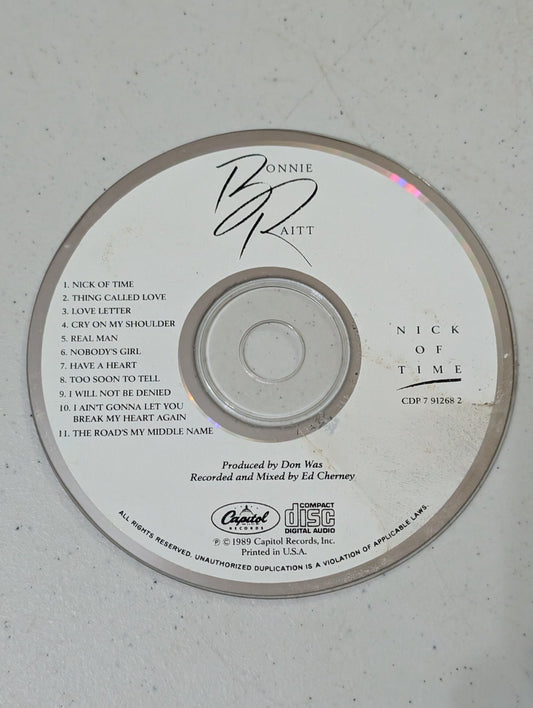 BONNIE
RAITT
1. NICK OF TIME
2. THING CALLED LOVE
3. LOVE LETTER
4. CRY ON MY SHOULDER
5. REAL MAN
6. NOBODY'S GIRL
7. HAVE A HEART
8. TOO SOON TO TELL
9. I WILL NOT BE DENIED
10. I AIN'T GONNA LET YOU
BREAK MY HEART AGAIN
11. THE ROAD'S MY MIDDLE NAME
NICK
OF
TIME
CDP 7 91268 2
Produced by Don Was
Recorded and Mixed by Ed Cherney
Capitol
RECORDS
COMPACT
disc
DIGITAL AUDIO
℗ © 1989 Capitol Records, Inc.
Printed in U.S.A.
ALL RIGHTS RESERVED. UNAUTHORIZED DUPLICATION IS A VIOLATION OF APPLICABLE LAWS.